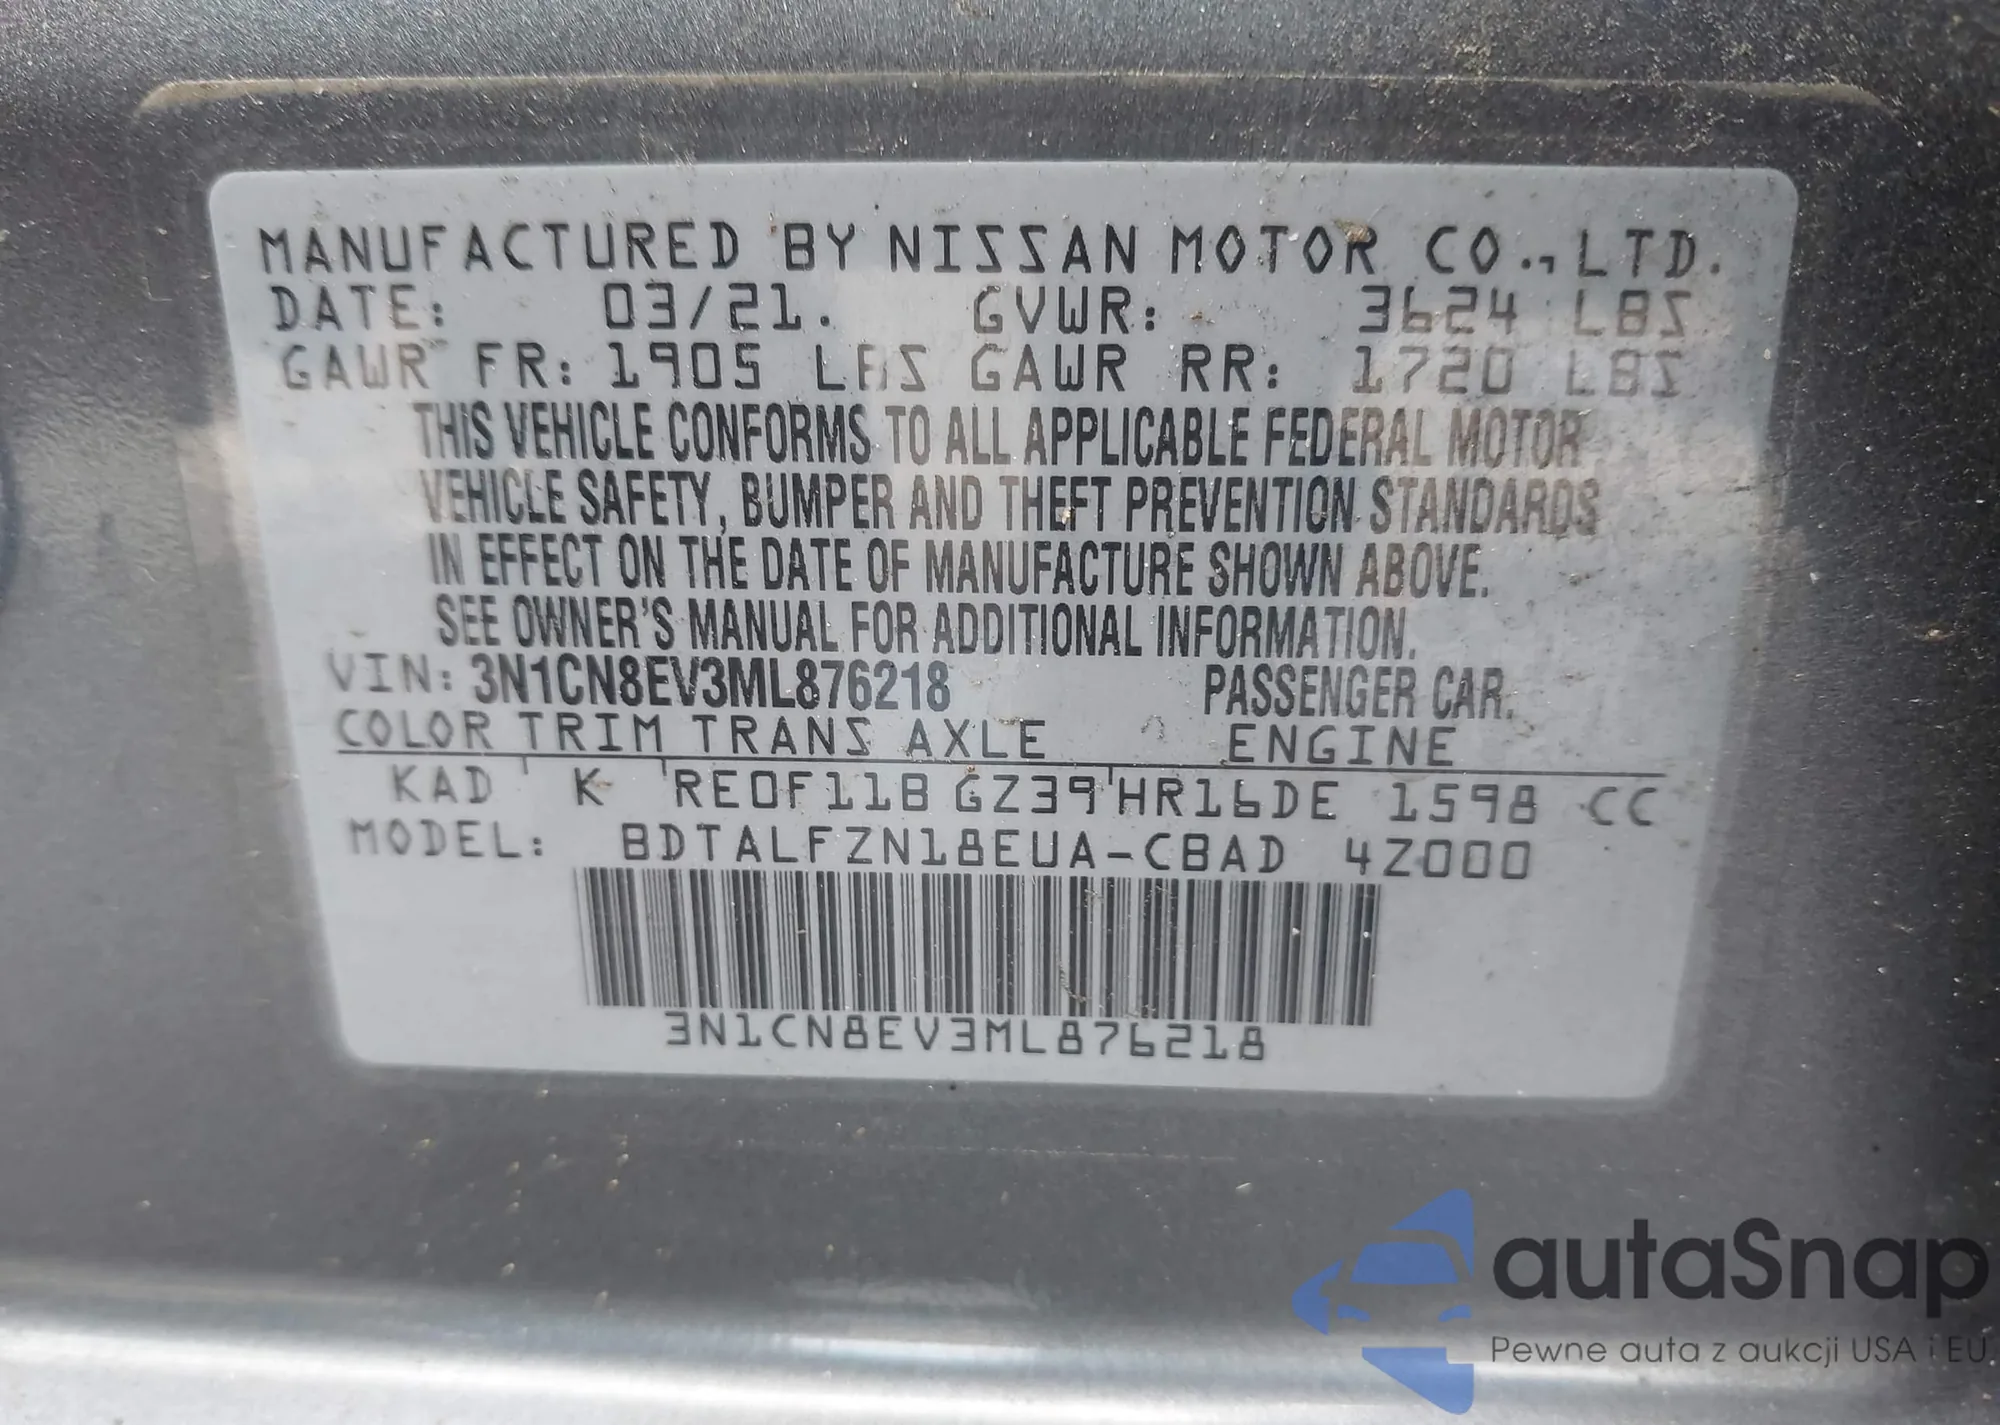 MANUFACTURED BY NISSAN MOTOR CO., LTD.
DATE: 03/21. GVWR: 3624 LBS
GAWR FR: 1905 LBS GAWR RR: 1720 LBS
THIS VEHICLE CONFORMS TO ALL APPLICABLE FEDERAL MOTOR
VEHICLE SAFETY, BUMPER AND THEFT PREVENTION STANDARDS
IN EFFECT ON THE DATE OF MANUFACTURE SHOWN ABOVE.
SEE OWNER'S MANUAL FOR ADDITIONAL INFORMATION.
VIN: 3N1CN8EV3ML876218 PASSENGER CAR.
COLOR TRIM TRANS AXLE ENGINE
KAD K RE0F11B GZ39 HR16DE 1598 CC
MODEL: BDTALFZN18EUA-CBAD 4Z000
3N1CN8EV3ML876218
autaSnap
Pewne auta z aukcji USA i EU